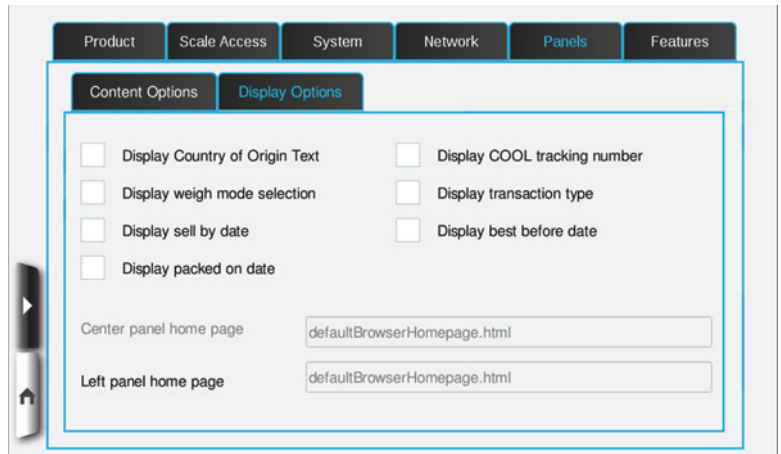 Product Scale Access System Network Panels Features
Content Options Display Options
Display Country of Origin Text Display COOL tracking number
Display weigh mode selection Display transaction type
Display sell by date Display best before date
Display packed on date
Center panel home page defaultBrowserHomepage.html
Left panel home page defaultBrowserHomepage.html